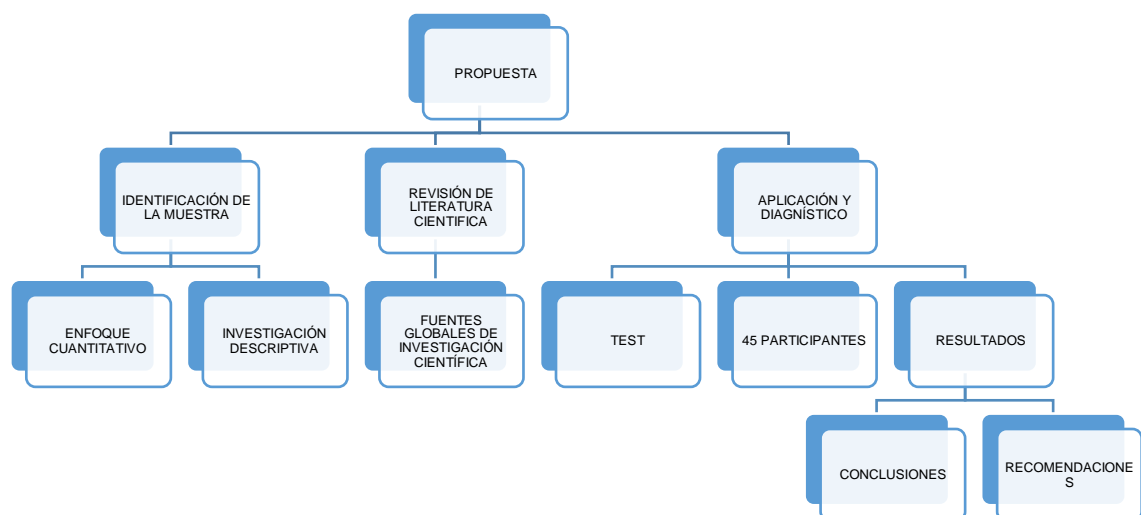 PROPUESTA
IDENTIFICACIÓN DE
LA MUESTRA
REVISIÓN DE
LITERATURA
CIENTIFICA
APLICACIÓN Y
DIAGNÍSTICO
ENFOQUE
CUANTITATIVO
INVESTIGACIÓN
DESCRIPTIVA
FUENTES
GLOBALES DE
INVESTIGACIÓN
CIENTÍFICA
TEST
45 PARTICIPANTES
RESULTADOS
CONCLUSIONES
RECOMENDACIONE
S